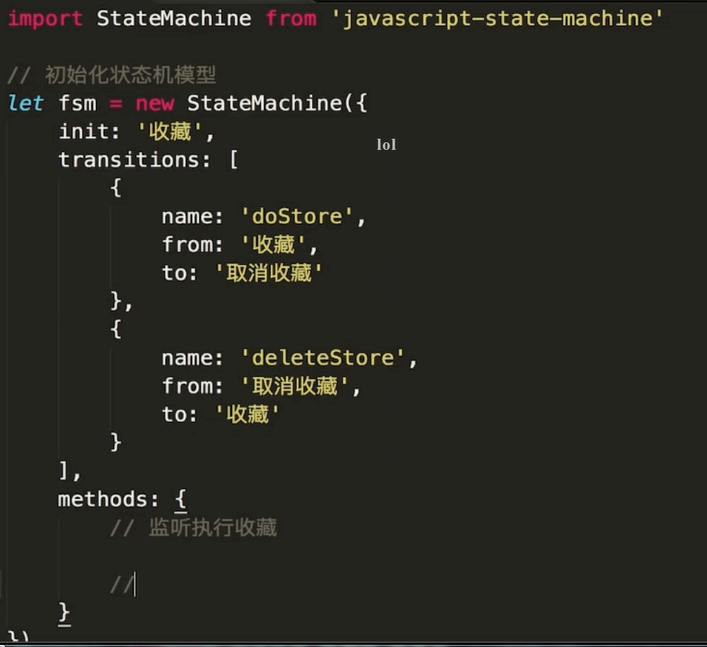 import StateMachine from 'javascript-state-machine'
// 初始化状态机模型
let fsm = new StateMachine({
init: '收藏',
lol
transitions: [
{
name: 'doStore',
from: '收藏',
to: '取消收藏'
},
{
name: 'deleteStore',
from: '取消收藏',
to: '收藏'
}
],
methods: {
// 监听执行收藏
//
}
})